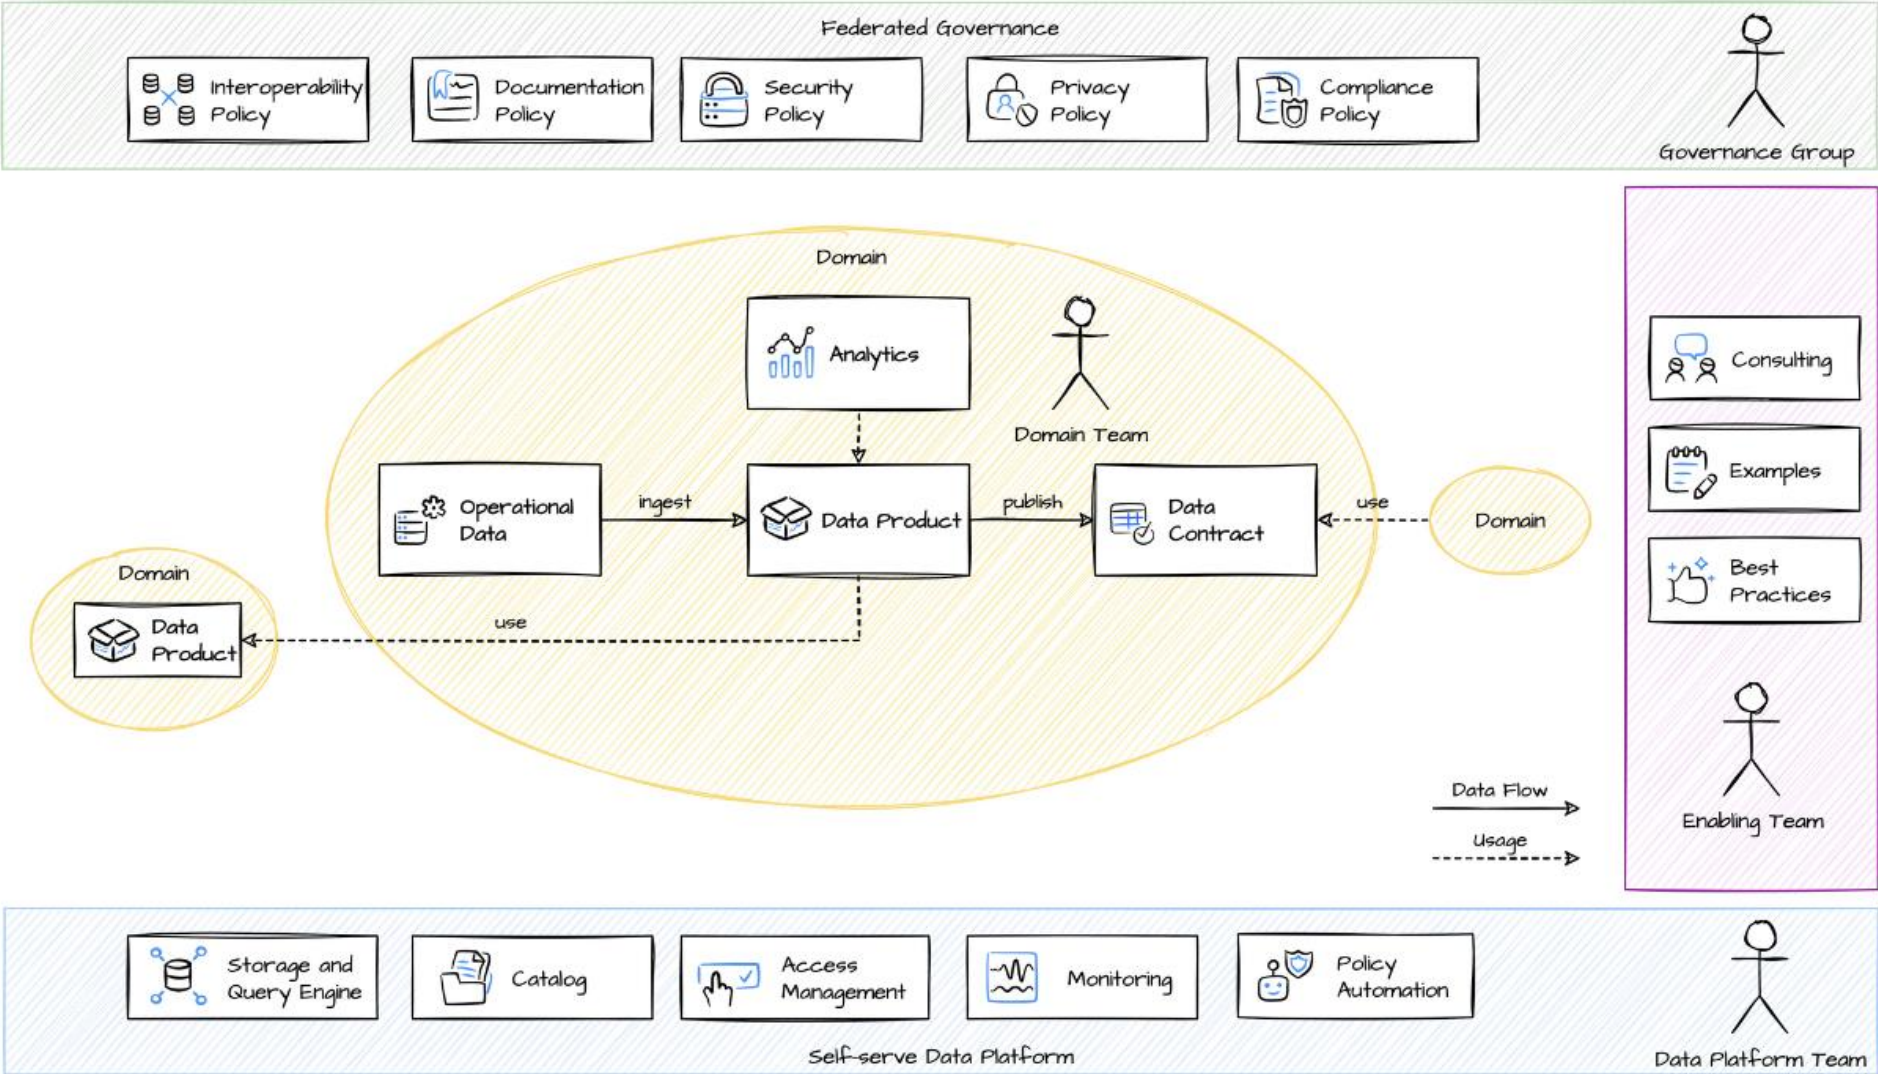 Federated Governance
Interoperability
Policy
Documentation
Policy
Security
Policy
Privacy
Policy
Compliance
Policy
Governance Group
Domain
Analytics
Domain Team
Operational
Data
ingest
Data Product
publish
Data
Contract
use
Domain
Domain
Data
Product
use
Consulting
Examples
Best
Practices
Enabling Team
Data Flow
Usage
Storage and
Query Engine
Catalog
Access
Management
Monitoring
Policy
Automation
Self-serve Data Platform
Data Platform Team